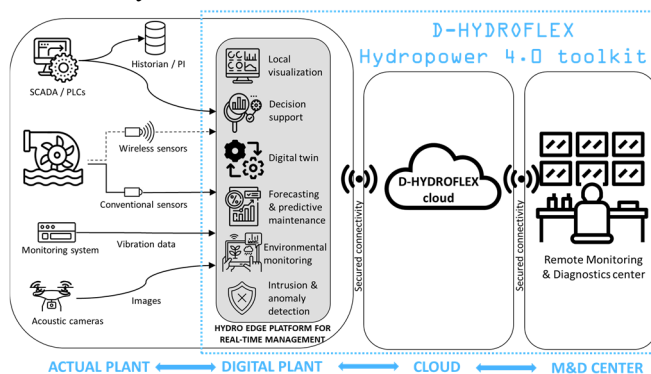 D-HYDROFLEX
Hydropower 4.0 toolkit
Historian / PI
SCADA / PLCs
Wireless sensors
Conventional sensors
Monitoring system
Vibration data
Acoustic cameras
Images
Local
visualization
Decision
support
Digital twin
Forecasting
& predictive
maintenance
Environmental
monitoring
Intrusion &
anomaly
detection
HYDRO EDGE PLATFORM FOR
REAL-TIME MANAGEMENT
Secured connectivity
D-HYDROFLEX
cloud
Secured connectivity
Remote Monitoring
& Diagnostics center
ACTUAL PLANT
DIGITAL PLANT
CLOUD
M&D CENTER